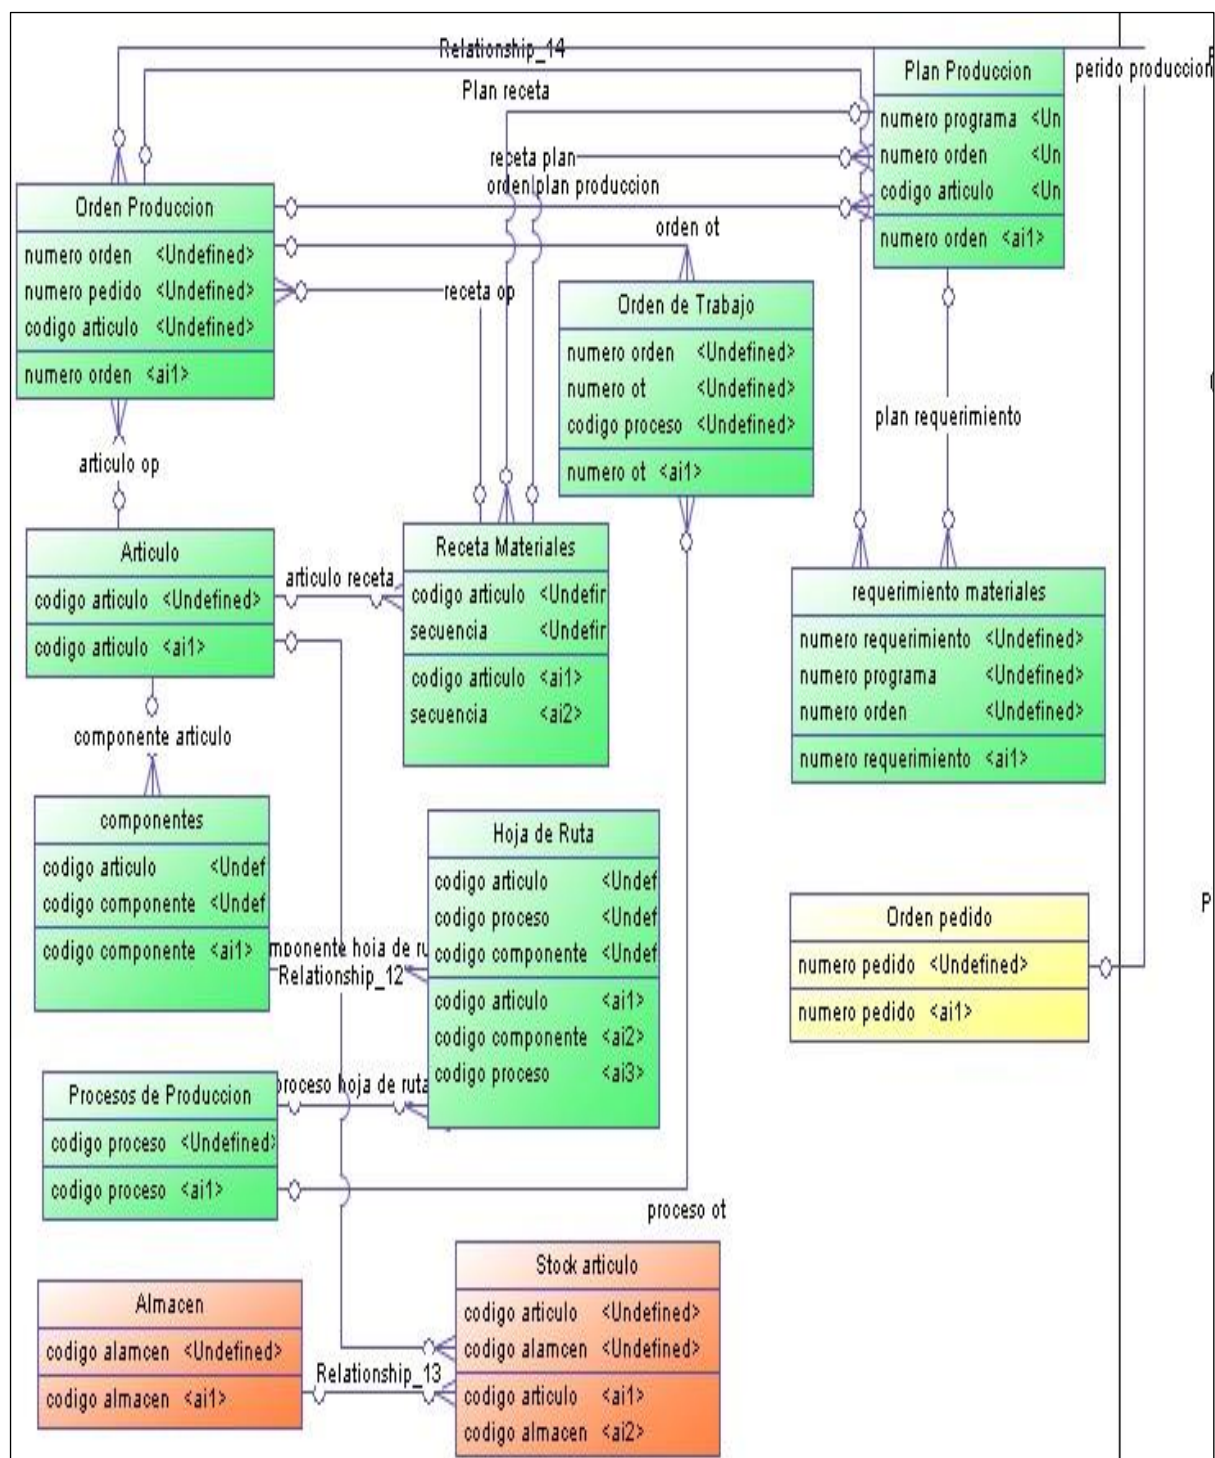 Relationship_14
Plan receta
perido produccion
Plan Produccion
numero programa <Un
numero orden <Un
codigo articulo <Un
numero orden <ai1>
receta plan
orden plan produccion
orden ot
Orden Produccion
numero orden <Undefined>
numero pedido <Undefined>
codigo articulo <Undefined>
numero orden <ai1>
receta op
Orden de Trabajo
numero orden <Undefined>
numero ot <Undefined>
codigo proceso <Undefined>
numero ot <ai1>
plan requerimiento
articulo op
Articulo
codigo articulo <Undefined>
codigo articulo <ai1>
articulo receta
Receta Materiales
codigo articulo <Undefir
secuencia <Undefir
codigo articulo <ai1>
secuencia <ai2>
requerimiento materiales
numero requerimiento <Undefined>
numero programa <Undefined>
numero orden <Undefined>
numero requerimiento <ai1>
componente articulo
componentes
codigo articulo <Undef
codigo componente <Undef
codigo componente <ai1>
mponente hoja de ru
Relationship_12
Hoja de Ruta
codigo articulo <Undef
codigo proceso <Undef
codigo componente <Undef
codigo articulo <ai1>
codigo componente <ai2>
codigo proceso <ai3>
Orden pedido
numero pedido <Undefined>
numero pedido <ai1>
P
Procesos de Produccion
codigo proceso <Undefined>
codigo proceso <ai1>
proceso hoja de ruta
proceso ot
Almacen
codigo alamcen <Undefined>
codigo almacen <ai1>
Relationship_13
Stock articulo
codigo articulo <Undefined>
codigo alamcen <Undefined>
codigo articulo <ai1>
codigo almacen <ai2>